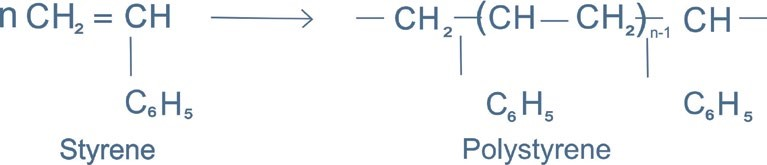 n CH₂ = CH ⟶ — CH₂ —(CH — CH₂)—ₙ₋₁ CH —
C₆H₅ C₆H₅ C₆H₅
Styrene Polystyrene